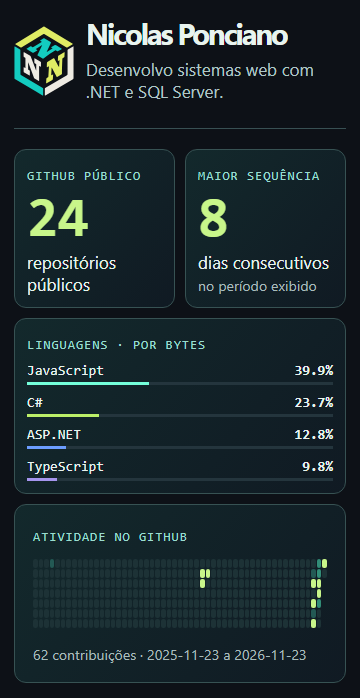 NNN
Nicolas Ponciano
Desenvolvo sistemas web com
.NET e SQL Server.
GITHUB PÚBLICO
24
repositórios
públicos
MAIOR SEQUÊNCIA
8
dias consecutivos
no período exibido
LINGUAGENS · POR BYTES
JavaScript 39.9%
C# 23.7%
ASP.NET 12.8%
TypeScript 9.8%
ATIVIDADE NO GITHUB
62 contribuições · 2025-11-23 a 2026-11-23